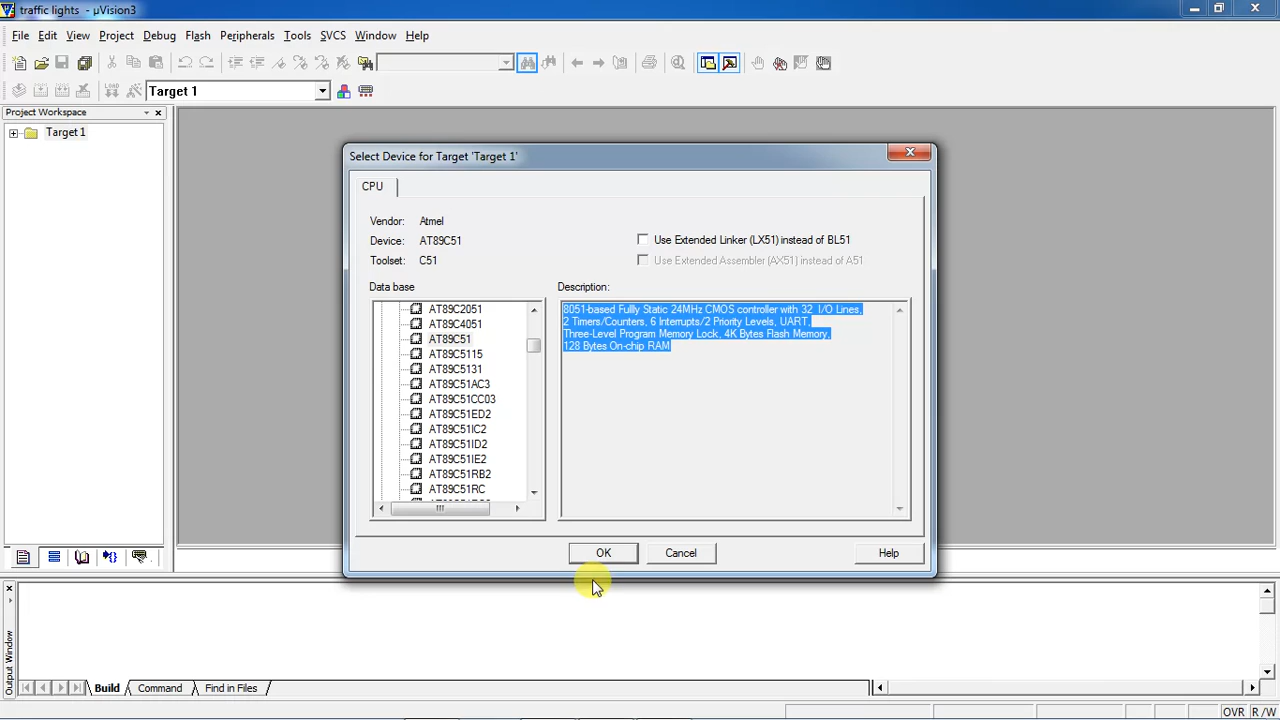 traffic lights - µVision3
File Edit View Project Debug Flash Peripherals Tools SVCS Window Help
Target 1
Project Workspace
Target 1
Select Device for Target 'Target 1'
CPU
Vendor: Atmel
Device: AT89C51
Toolset: C51
Use Extended Linker (LX51) instead of BL51
Use Extended Assembler (AX51) instead of A51
Data base
AT89C2051
AT89C4051
AT89C51
AT89C5115
AT89C5131
AT89C51AC3
AT89C51CC03
AT89C51ED2
AT89C51IC2
AT89C51ID2
AT89C51IE2
AT89C51RB2
AT89C51RC
Description:
8051-based Fullly Static 24MHz CMOS controller with 32 I/O Lines,
2 Timers/Counters, 6 Interrupts/2 Priority Levels, UART,
Three-Level Program Memory Lock, 4K Bytes Flash Memory,
128 Bytes On-chip RAM
OK Cancel Help
Output Window
Build Command Find in Files
OVR R/W